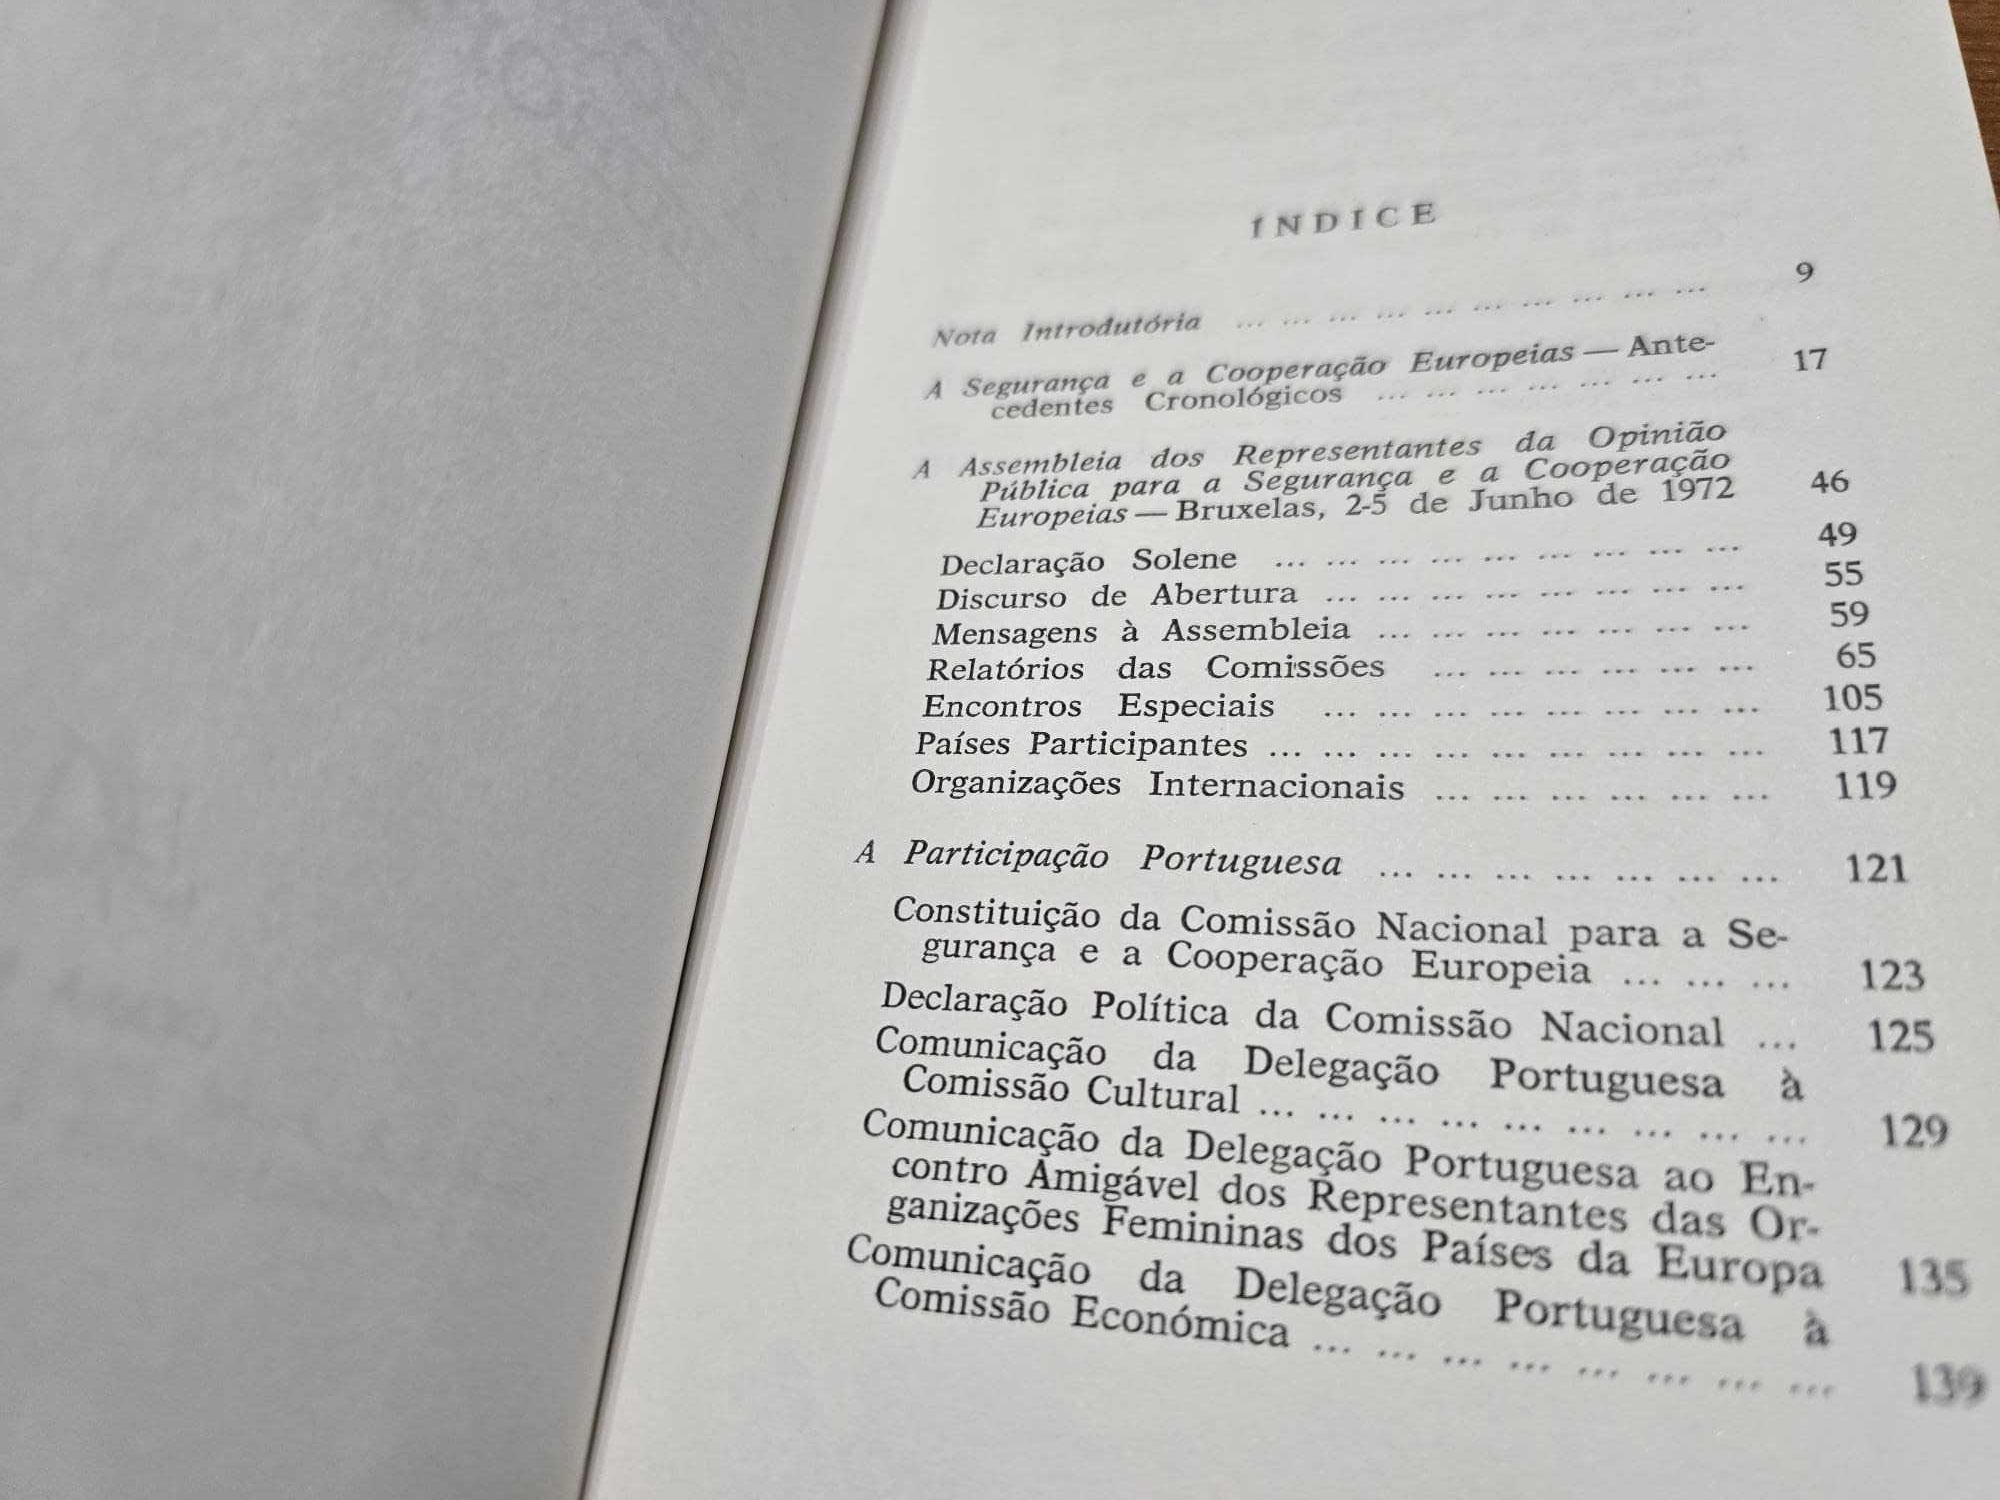 ÍNDICE
Nota Introdutória ... ... ... ... ... ... ... ... ... ... 9
A Segurança e a Cooperação Europeias — Ante-
cedentes Cronológicos ... ... ... ... ... ... ... 17
A Assembleia dos Representantes da Opinião
Pública para a Segurança e a Cooperação
Europeias — Bruxelas, 2-5 de Junho de 1972 46
Declaração Solene ... ... ... ... ... ... ... ... ... 49
Discurso de Abertura ... ... ... ... ... ... ... ... 55
Mensagens à Assembleia ... ... ... ... ... ... ... 59
Relatórios das Comissões ... ... ... ... ... ... 65
Encontros Especiais ... ... ... ... ... ... ... ... 105
Países Participantes ... ... ... ... ... ... ... ... ... 117
Organizações Internacionais ... ... ... ... ... ... 119
A Participação Portuguesa ... ... ... ... ... ... ... 121
Constituição da Comissão Nacional para a Se-
gurança e a Cooperação Europeia ... ... ... 123
Declaração Política da Comissão Nacional ... 125
Comunicação da Delegação Portuguesa à
Comissão Cultural ... ... ... ... ... ... ... ... ... 129
Comunicação da Delegação Portuguesa ao En-
contro Amigável dos Representantes das Or-
ganizações Femininas dos Países da Europa 135
Comunicação da Delegação Portuguesa à
Comissão Económica ... ... ... ... ... ... ... ... 139